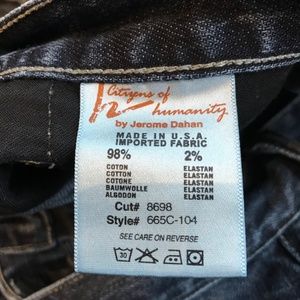 Citizens of
humanity
by Jerome Dahan
MADE IN U.S.A.
IMPORTED FABRIC
98% 2%
COTON ELASTAN
COTTON ELASTAN
COTONE ELASTAN
BAUMWOLLE ELASTAN
ALGODON ELASTAN
Cut# 8698
Style# 665C-104
SEE CARE ON REVERSE
30